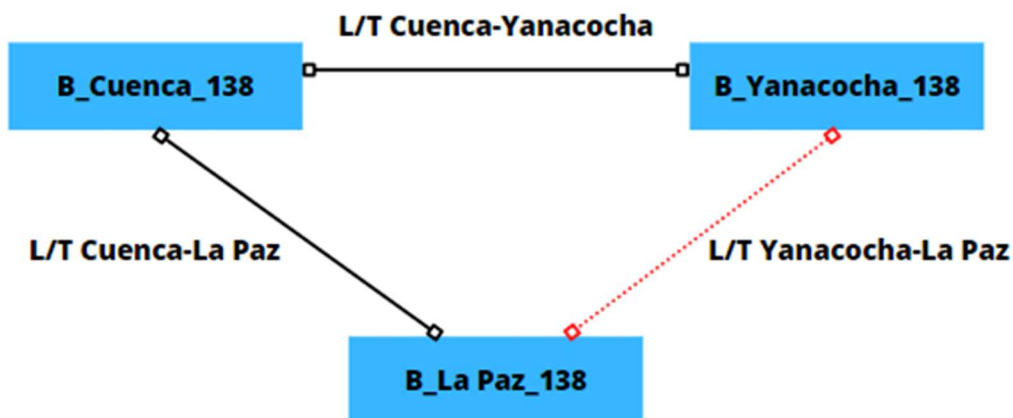 L/T Cuenca-Yanacocha
B_Cuenca_138
B_Yanacocha_138
L/T Cuenca-La Paz
L/T Yanacocha-La Paz
B_La Paz_138